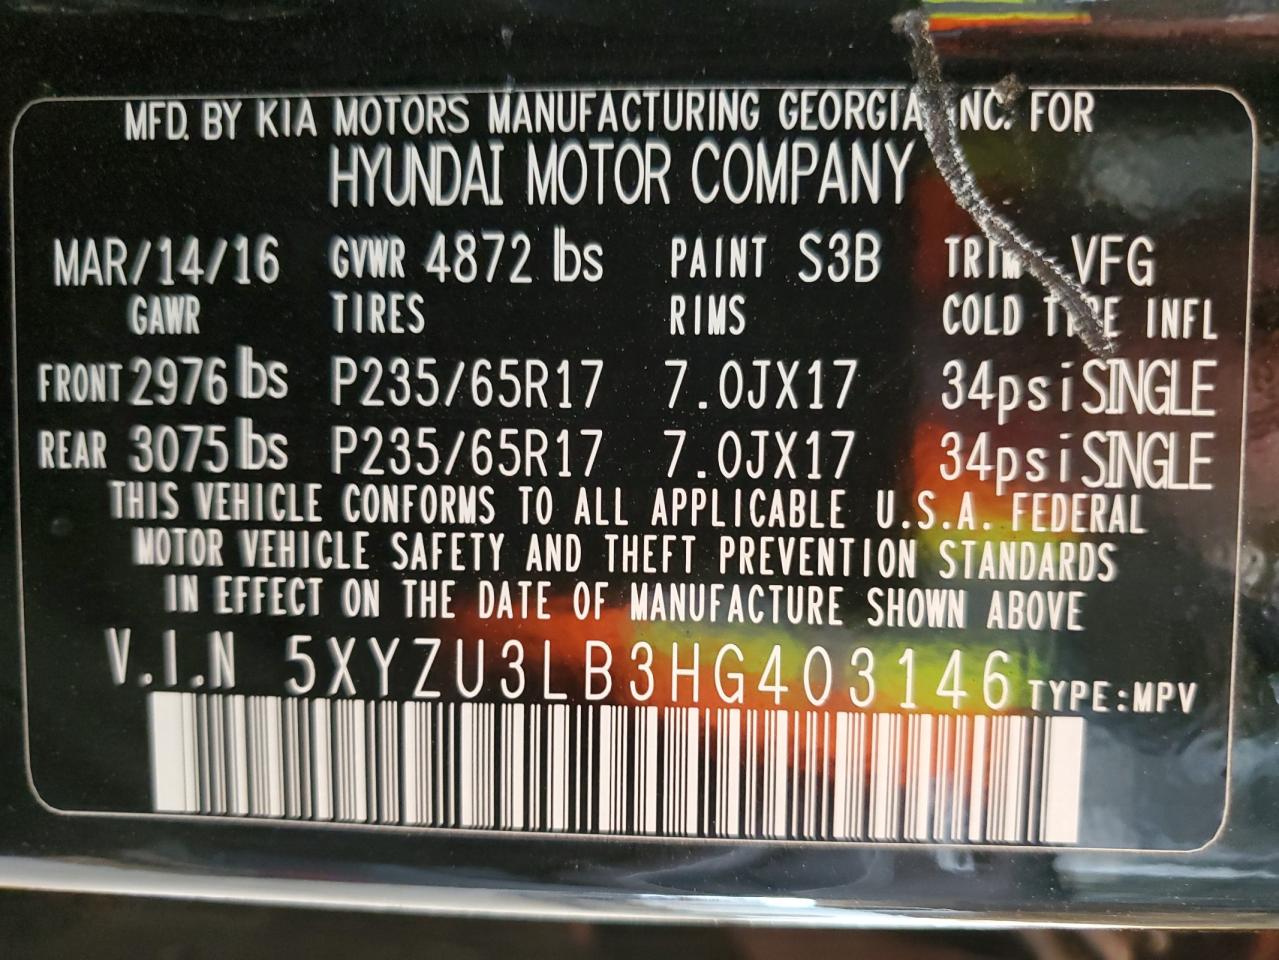 MFD. BY KIA MOTORS MANUFACTURING GEORGIA INC. FOR
HYUNDAI MOTOR COMPANY
MAR/14/16 GVWR 4872 lbs PAINT S3B TRIM VFG
GAWR TIRES RIMS COLD TIRE INFL
FRONT 2976 lbs P235/65R17 7.0JX17 34psi SINGLE
REAR 3075 lbs P235/65R17 7.0JX17 34psi SINGLE
THIS VEHICLE CONFORMS TO ALL APPLICABLE U.S.A. FEDERAL
MOTOR VEHICLE SAFETY AND THEFT PREVENTION STANDARDS
IN EFFECT ON THE DATE OF MANUFACTURE SHOWN ABOVE
V.I.N 5XYZU3LB3HG403146 TYPE:MPV